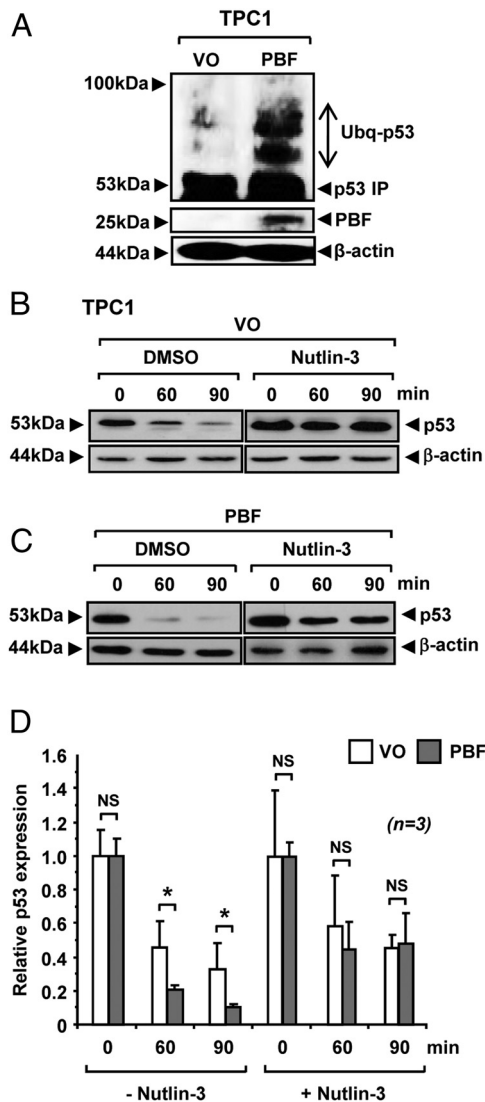 A
TPC1
VO PBF
100kDa
Ubq-p53
53kDa p53 IP
25kDa PBF
44kDa β-actin
B TPC1
VO
DMSO Nutlin-3
0 60 90 0 60 90 min
53kDa p53
44kDa β-actin
C PBF
DMSO Nutlin-3
0 60 90 0 60 90 min
53kDa p53
44kDa β-actin
D
VO PBF
Relative p53 expression
1.6
1.4
1.2
1.0
0.8
0.6
0.4
0.2
0
NS * * NS NS NS
(n=3)
0 60 90 0 60 90 min
- Nutlin-3 + Nutlin-3